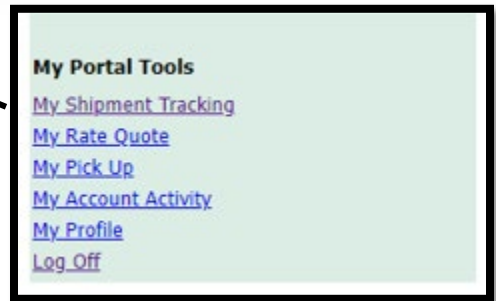 My Portal Tools
My Shipment Tracking
My Rate Quote
My Pick Up
My Account Activity
My Profile
Log Off